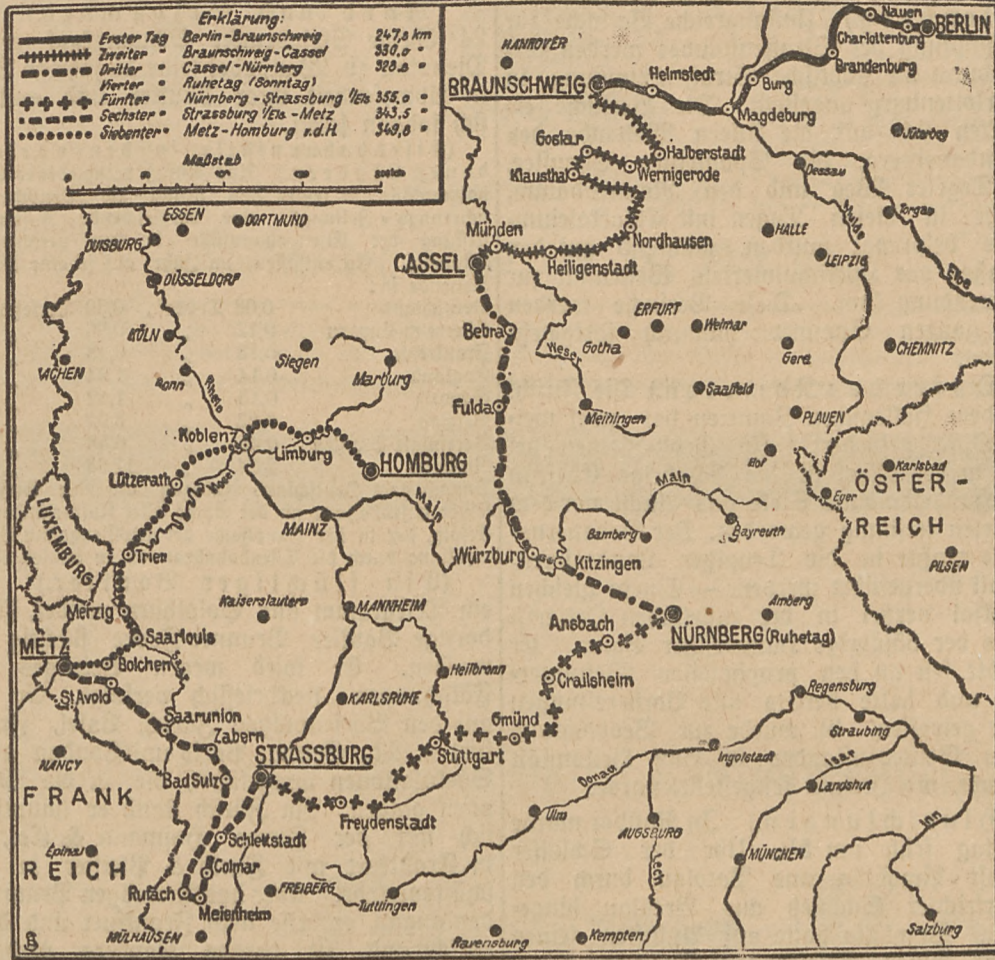 Erklärung:
Erster Tag Berlin-Braunschweig 247,8 km
Zweiter " Braunschweig-Cassel 330,0 "
Dritter " Cassel-Nürnberg 328,8 "
Vierter " Ruhetag (Sonntag)
Fünfter " Nürnberg-Strassburg i/Els 355,0 "
Sechster " Strassburg i/Els-Metz 343,5 "
Siebenter " Metz-Homburg v.d.H. 349,8 "
Maßstab
Nauen
BERLIN
Charlottenburg
Brandenburg
HANNOVER
BRAUNSCHWEIG
Helmstedt
Burg
Magdeburg
Jüterbog
Goslar
Halberstadt
Wernigerode
Klausthal
Dessau
Mulde
Torgau
ESSEN
DORTMUND
DUISBURG
Münden
Nordhausen
HALLE
CASSEL
Heiligenstadt
LEIPZIG
Elbe
DÜSSELDORF
ERFURT
KÖLN
Bebra
Gotha
Weimar
Siegen
Weser
Gera
CHEMNITZ
AACHEN
Bonn
Rhein
Marburg
Saalfeld
Fulda
Meiningen
PLAUEN
Koblenz
Limburg
HOMBURG
Hof
Karlsbad
Lützerath
ÖSTER-
REICH
Eger
LUXEMBURG
Main
Main
MAINZ
Bamberg
Bayreuth
Trier
Würzburg
Kitzingen
PILSEN
Merzig
Kaiserslautern
MANNHEIM
Amberg
Ansbach
NÜRNBERG (Ruhetag)
Saarlouis
METZ
Bolchen
Heilbronn
Crailsheim
St Avold
KARLSRUHE
Regensburg
Saarunion
Gmünd
Straubing
Zabern
Stuttgart
Ingolstadt
NANCY
STRASSBURG
Isar
Bad Sulz
Donau
Landshut
FRANK
REICH
Freudenstadt
Ulm
AUGSBURG
Inn
Schlettstadt
Epinal
Colmar
Lech
MÜNCHEN
Rufach
FREIBERG
Meienheim
Tuttlingen
MÜLHAUSEN
Ravensburg
Kempten
Salzburg